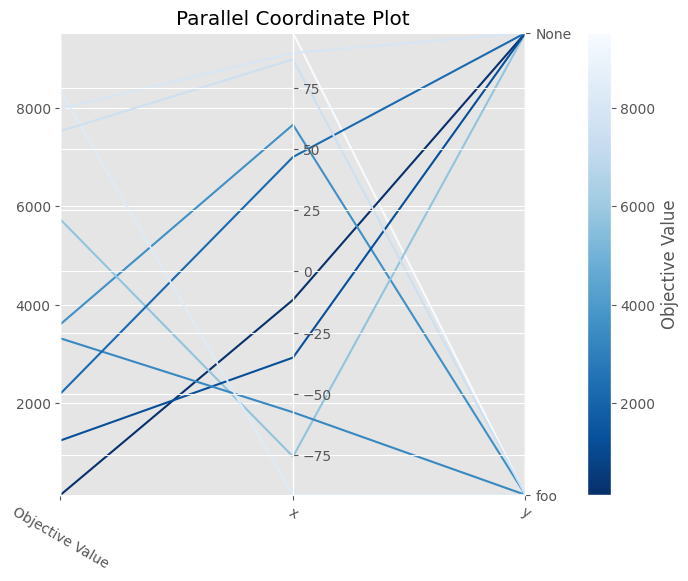 Parallel Coordinate Plot
8000
6000
4000
2000
75
50
25
0
−25
−50
−75
None
foo
8000
6000
4000
2000
Objective Value
Objective Value
x
y